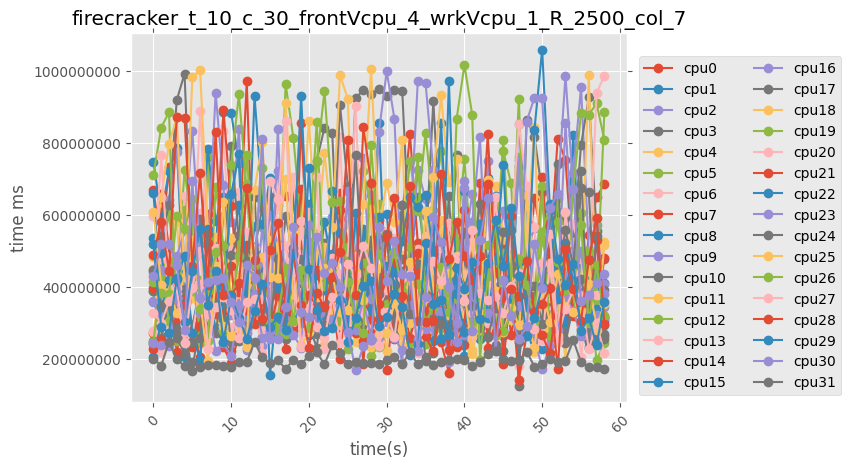 firecracker_t_10_c_30_frontVcpu_4_wrkVcpu_1_R_2500_col_7
time ms
1000000000
800000000
600000000
400000000
200000000
0
10
20
30
40
50
60
time(s)
cpu0
cpu1
cpu2
cpu3
cpu4
cpu5
cpu6
cpu7
cpu8
cpu9
cpu10
cpu11
cpu12
cpu13
cpu14
cpu15
cpu16
cpu17
cpu18
cpu19
cpu20
cpu21
cpu22
cpu23
cpu24
cpu25
cpu26
cpu27
cpu28
cpu29
cpu30
cpu31